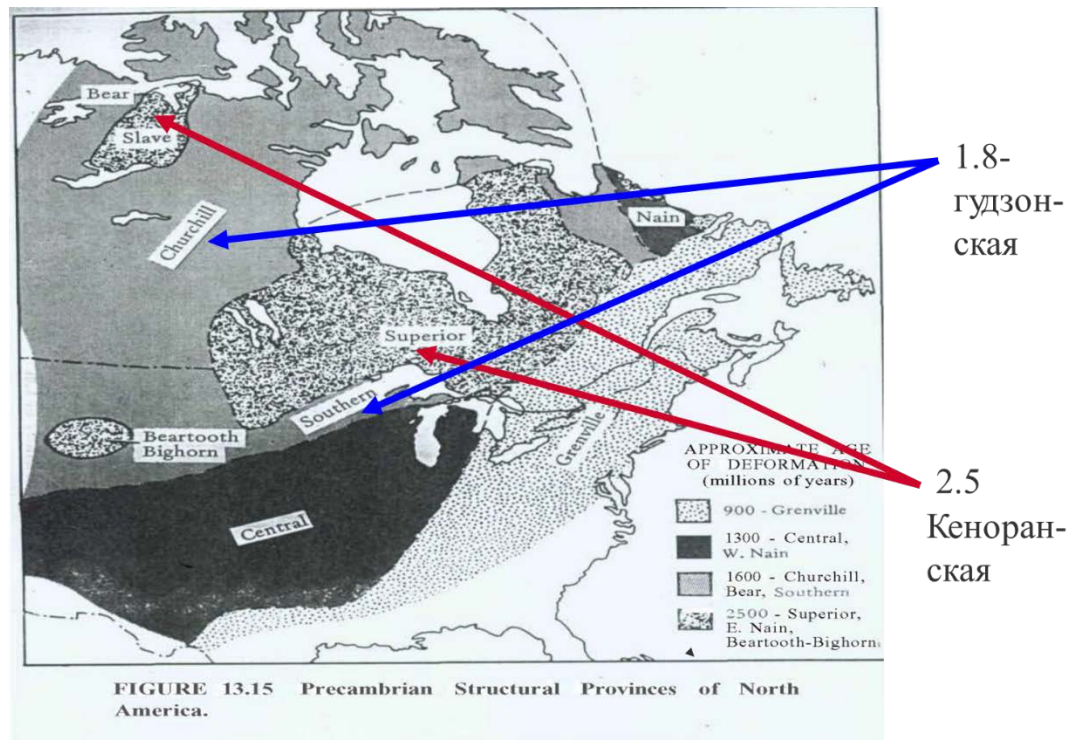 Bear
Slave
Churchill
Nain
Superior
Southern
Beartooth
Bighorn
Grenville
Central
APPROXIMATE AGE
OF DEFORMATION
(millions of years)
900 - Grenville
1300 - Central,
W. Nain
1600 - Churchill,
Bear, Southern
2500 - Superior,
E. Nain,
Beartooth-Bighorn
FIGURE 13.15 Precambrian Structural Provinces of North
America.
1.8-
гудзон-
ская
2.5
Кеноран-
ская